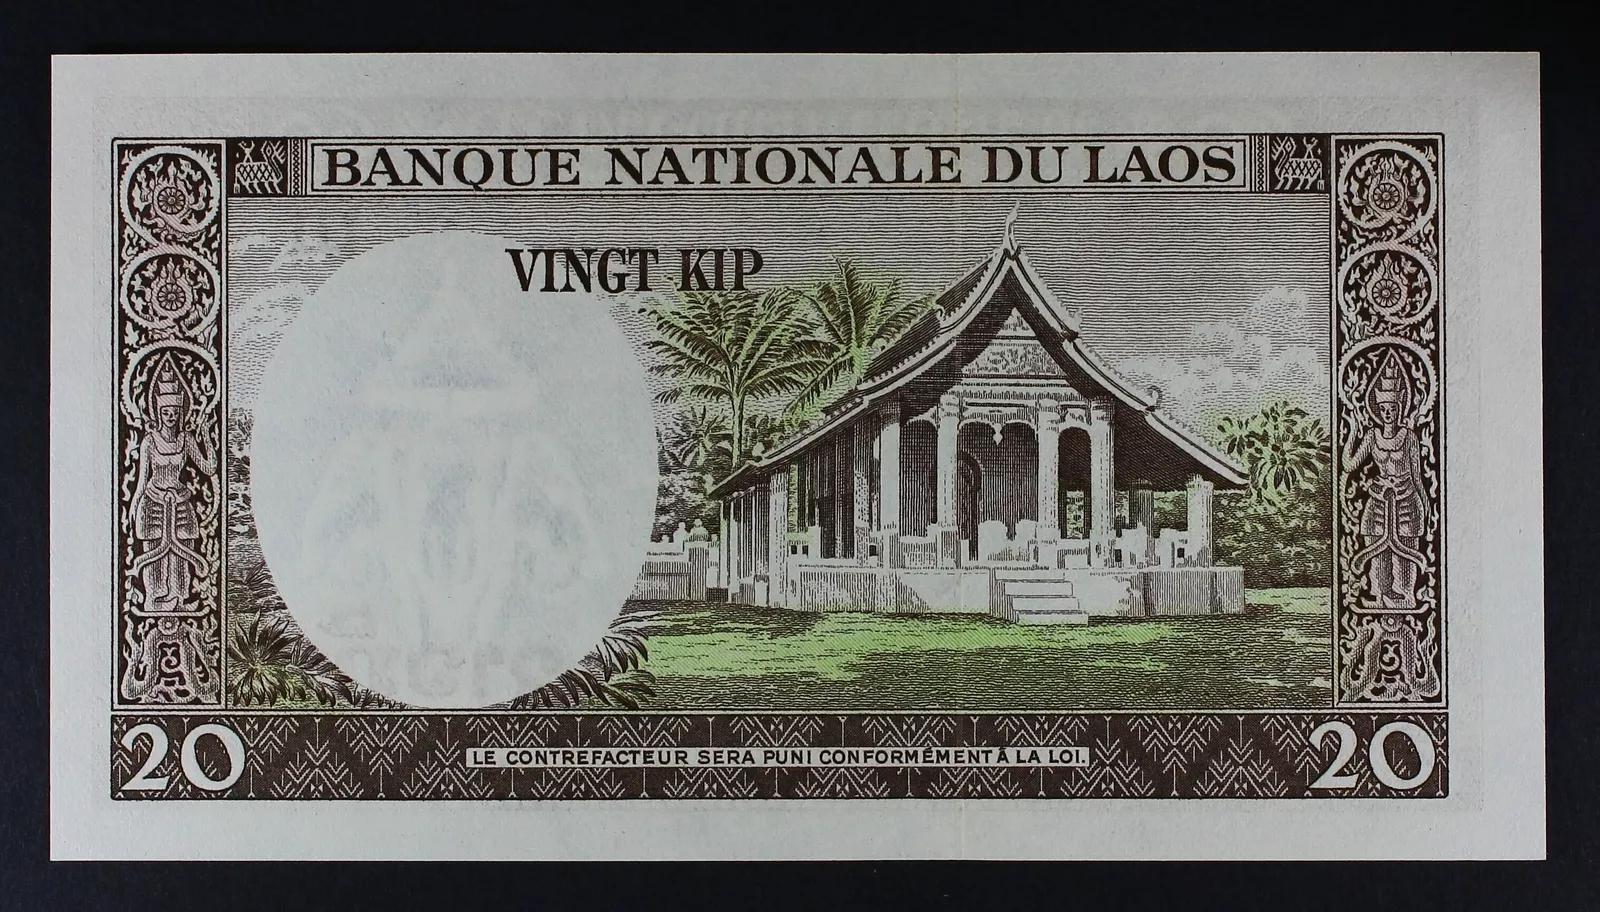 BANQUE NATIONALE DU LAOS
VINGT KIP
LE CONTREFACTEUR SERA PUNI CONFORMÉMENT À LA LOI.
20 20